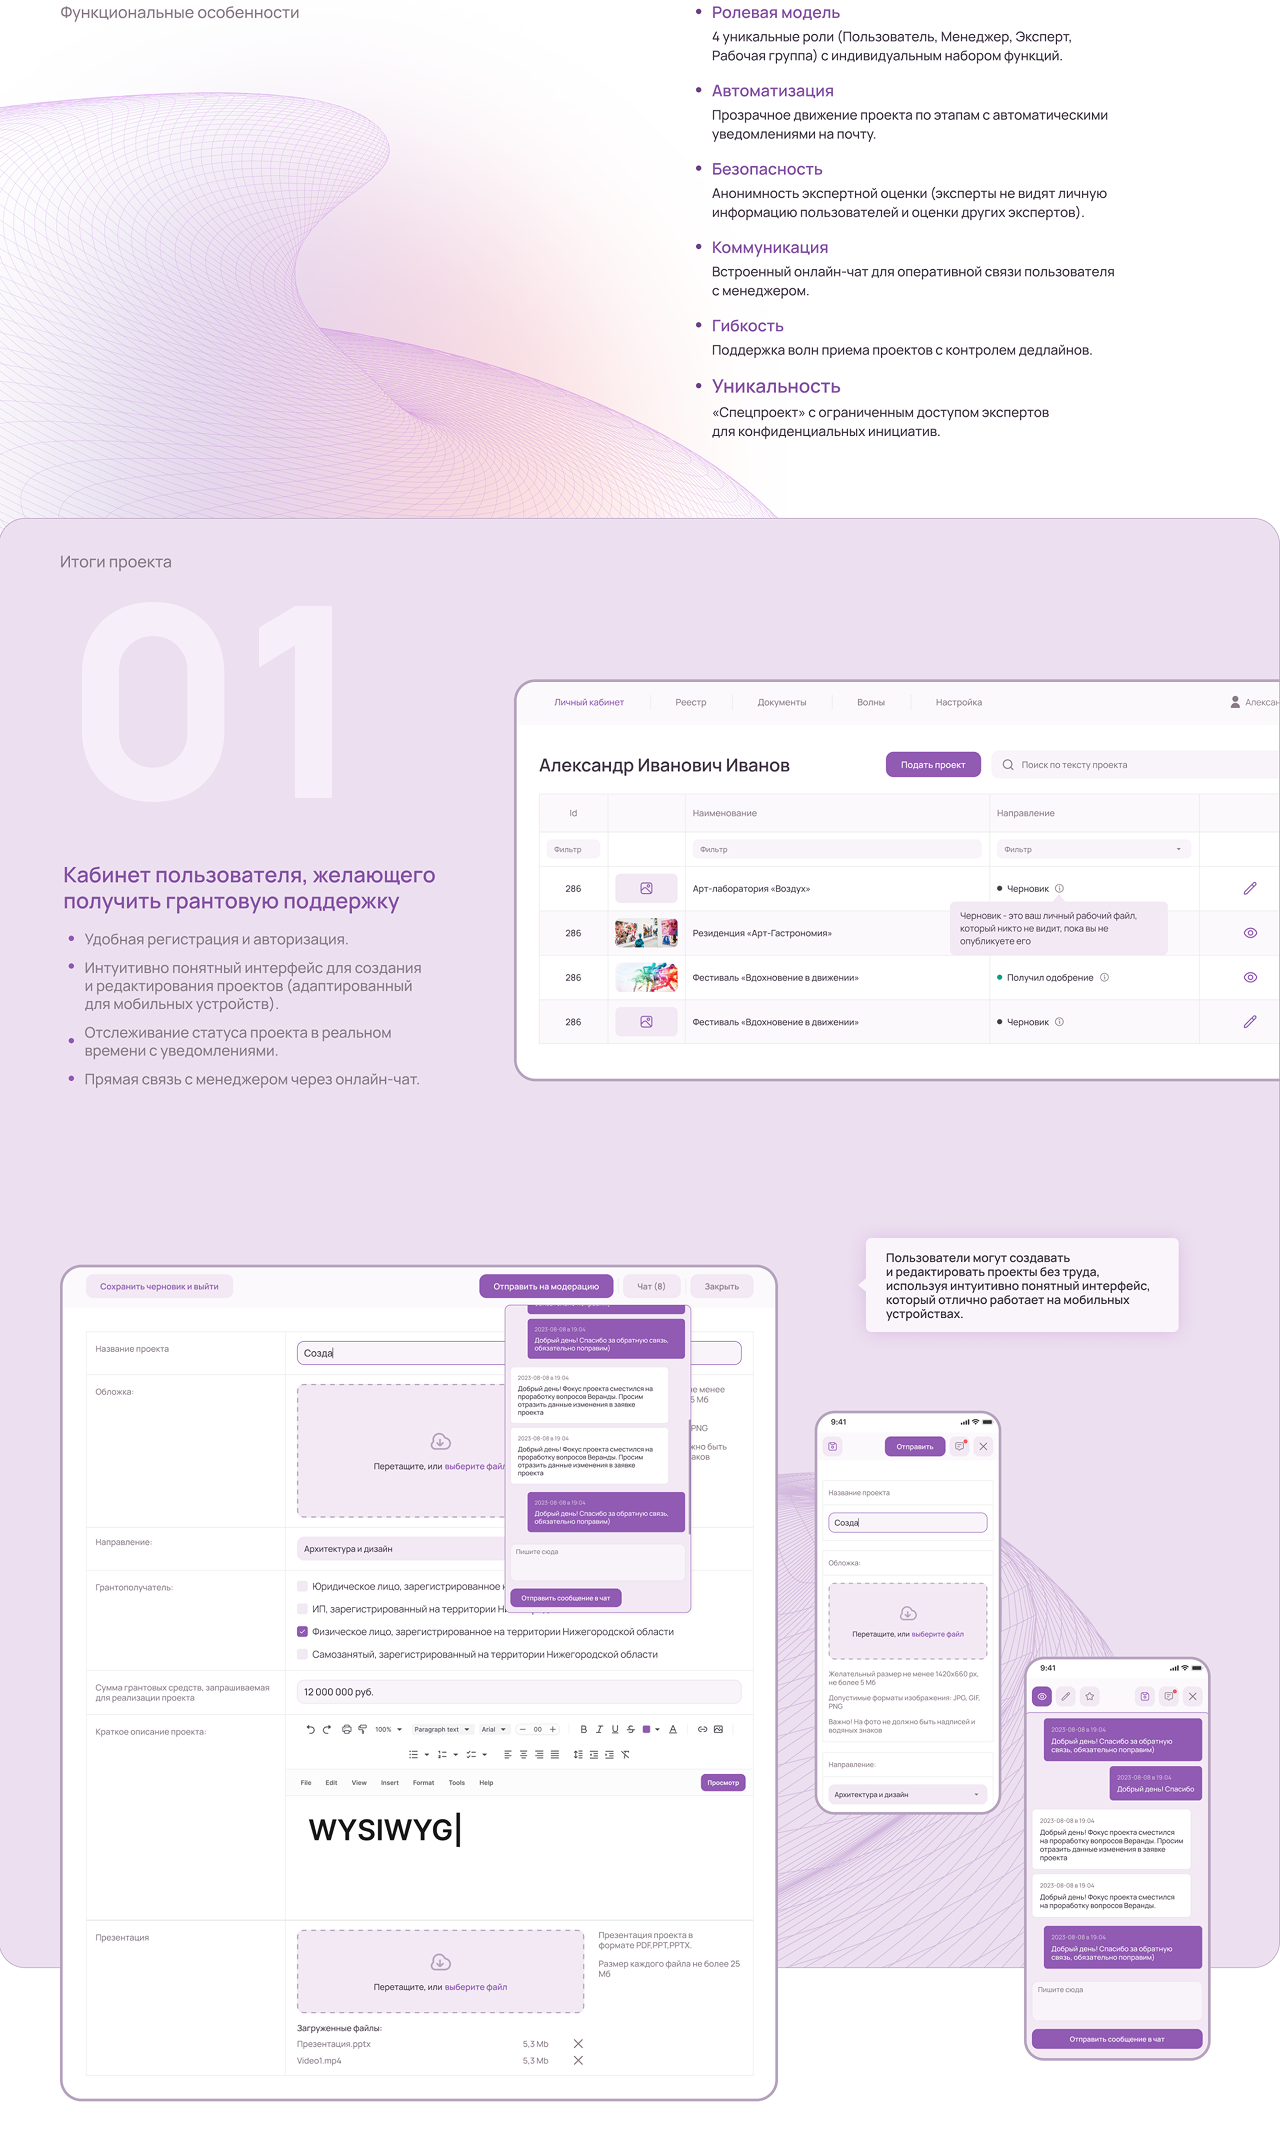 Функциональные особенности
Ролевая модель
4 уникальные роли (Пользователь, Менеджер, Эксперт,
Рабочая группа) с индивидуальным набором функций.
Автоматизация
Прозрачное движение проекта по этапам с автоматическими
уведомлениями на почту.
Безопасность
Анонимность экспертной оценки (эксперты не видят личную
информацию пользователей и оценки других экспертов).
Коммуникация
Встроенный онлайн-чат для оперативной связи пользователя
с менеджером.
Гибкость
Поддержка волн приема проектов с контролем дедлайнов.
Уникальность
«Спецпроект» с ограниченным доступом экспертов
для конфиденциальных инициатив.
Итоги проекта
01
Кабинет пользователя, желающего
получить грантовую поддержку
Удобная регистрация и авторизация.
Интуитивно понятный интерфейс для создания
и редактирования проектов (адаптированный
для мобильных устройств).
Отслеживание статуса проекта в реальном
времени с уведомлениями.
Прямая связь с менеджером через онлайн-чат.
Личный кабинет Реестр Документы Волны Настройка Алексан
Александр Иванович Иванов Подать проект Поиск по тексту проекта
Id Наименование Направление
Фильтр Фильтр Фильтр
286 Арт-лаборатория «Воздух» Черновик
Черновик - это ваш личный рабочий файл,
который никто не видит, пока вы не
опубликуете его
286 Резиденция «Арт-Гастрономия»
286 Фестиваль «Вдохновение в движении» Получил одобрение
286 Фестиваль «Вдохновение в движении» Черновик
Пользователи могут создавать
и редактировать проекты без труда,
используя интуитивно понятный интерфейс,
который отлично работает на мобильных
устройствах.
Сохранить черновик и выйти Отправить на модерацию Чат (8) Закрыть
Название проекта Созда
Обложка:
Перетащите, или выберите файл
не менее
5 Мб
PNG
жно быть
аков
2023-08-08 в 19:04
Добрый день! Спасибо за обратную связь,
обязательно поправим)
2023-08-08 в 19:04
Добрый день! Фокус проекта сместился на
проработку вопросов Веранды. Просим
отразить данные изменения в заявке
проекта
2023-08-08 в 19:04
Добрый день! Фокус проекта сместился на
проработку вопросов Веранды. Просим
отразить данные изменения в заявке
проекта
2023-08-08 в 19:04
Добрый день! Спасибо за обратную связь,
обязательно поправим)
Пишите сюда
Отправить сообщение в чат
Направление: Архитектура и дизайн
Грантополучатель:
Юридическое лицо, зарегистрированное
ИП, зарегистрированный на территории
Физическое лицо, зарегистрированное на территории Нижегородской области
Самозанятый, зарегистрированный на территории Нижегородской области
Сумма грантовых средств, запрашиваемая
для реализации проекта
12 000 000 руб.
Краткое описание проекта:
100% Paragraph text Arial 00 B I U S A
File Edit View Insert Format Tools Help Просмотр
WYSIWYG
Презентация
Перетащите, или выберите файл
Презентация проекта в
формате PDF,PPT,PPTX.
Размер каждого файла не более 25
Мб
Загруженные файлы:
Презентация.pptx 5,3 Mb
Video1.mp4 5,3 Mb
9:41
Отправить
Название проекта
Созда
Обложка:
Перетащите, или выберите файл
Желательный размер не менее 1420х660 px,
не более 5 Мб
Допустимые форматы изображения: JPG, GIF,
PNG
Важно! На фото не должно быть надписей и
водяных знаков
Направление:
Архитектура и дизайн
9:41
2023-08-08 в 19:04
Добрый день! Спасибо за обратную
связь, обязательно поправим)
2023-08-08 в 19:04
Добрый день! Спасибо
2023-08-08 в 19:04
Добрый день! Фокус проекта сместился
на проработку вопросов Веранды. Просим
отразить данные изменения в заявке
проекта
2023-08-08 в 19:04
Добрый день! Фокус проекта сместился
на проработку вопросов Веранды.
2023-08-08 в 19:04
Добрый день! Спасибо за обратную
связь, обязательно поправим)
Пишите сюда
Отправить сообщение в чат